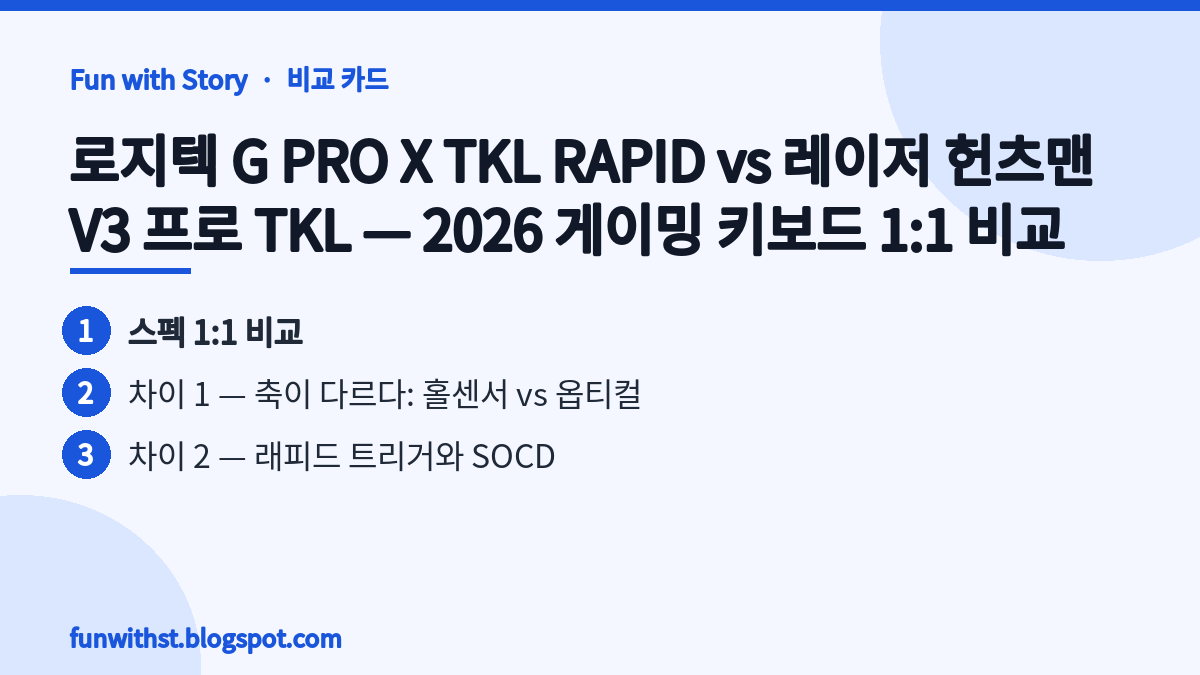 Fun with Story · 비교 카드
로지텍 G PRO X TKL RAPID vs 레이저 헌츠맨
V3 프로 TKL — 2026 게이밍 키보드 1:1 비교
1 스펙 1:1 비교
2 차이 1 — 축이 다르다: 홀센서 vs 옵티컬
3 차이 2 — 래피드 트리거와 SOCD
funwithst.blogspot.com